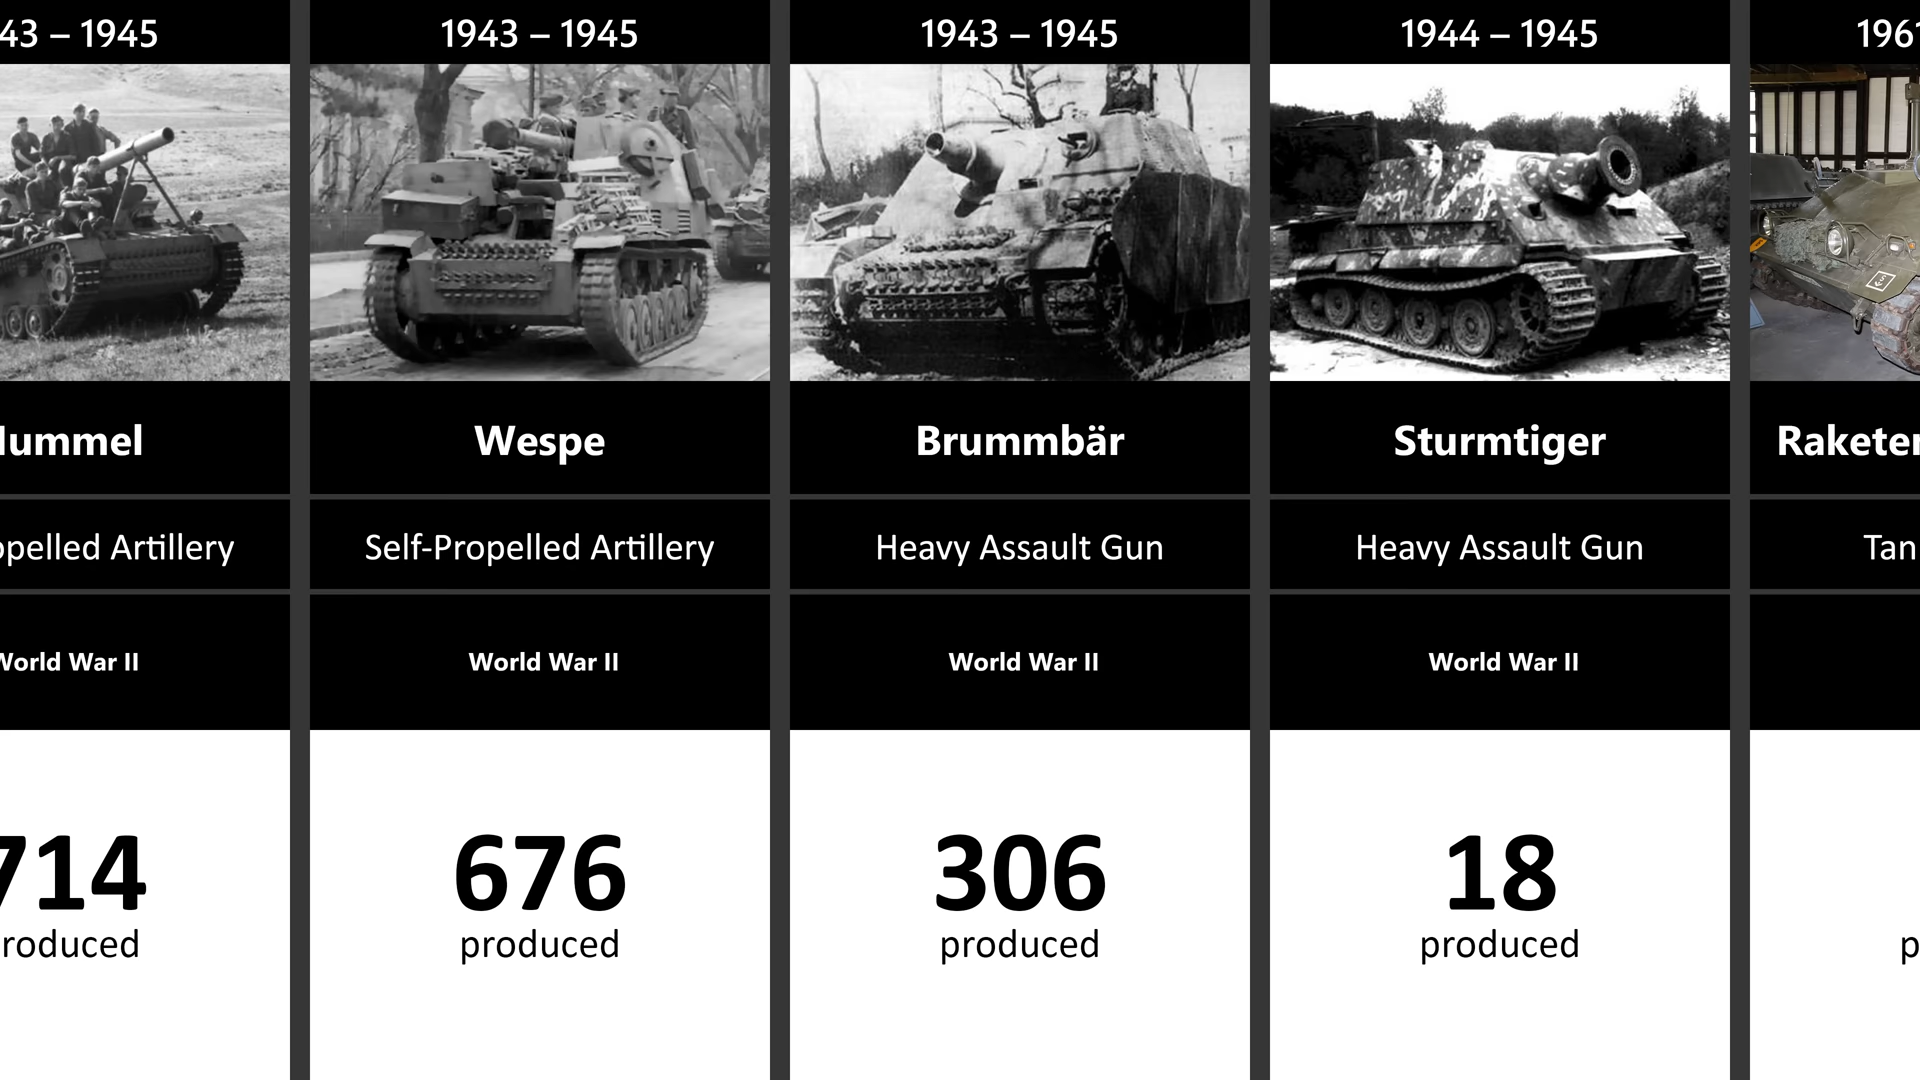 43 – 1945
ummel
pelled Artillery
World War II
714
roduced
1943 – 1945
Wespe
Self-Propelled Artillery
World War II
676
produced
1943 – 1945
Brummbär
Heavy Assault Gun
World War II
306
produced
1944 – 1945
Sturmtiger
Heavy Assault Gun
World War II
18
produced
1961
Raketen
Tan
p